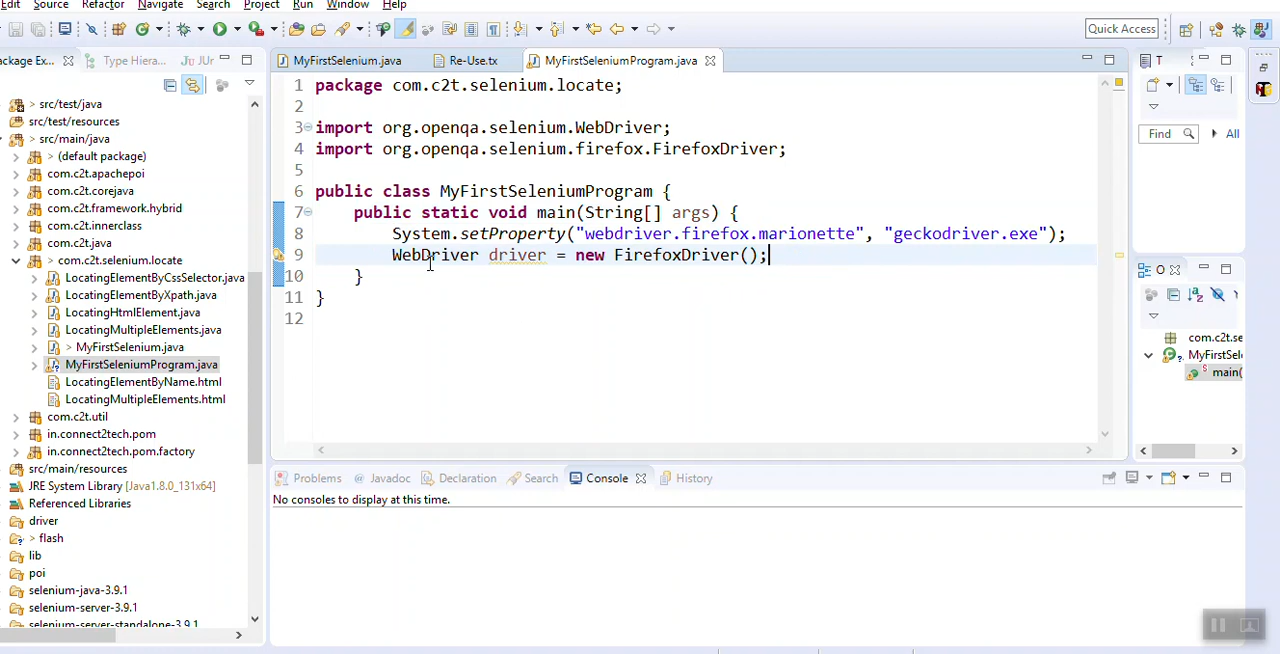 Edit Source Refactor Navigate Search Project Run Window Help
Quick Access
Package Ex... Type Hiera... JUr
MyFirstSelenium.java Re-Use.tx MyFirstSeleniumProgram.java
T
Find All
> src/test/java
src/test/resources
> src/main/java
> (default package)
com.c2t.apachepoi
com.c2t.corejava
com.c2t.framework.hybrid
com.c2t.innerclass
com.c2t.java
> com.c2t.selenium.locate
LocatingElementByCssSelector.java
LocatingElementByXpath.java
LocatingHtmlElement.java
LocatingMultipleElements.java
> MyFirstSelenium.java
MyFirstSeleniumProgram.java
LocatingElementByName.html
LocatingMultipleElements.html
com.c2t.util
in.connect2tech.pom
in.connect2tech.pom.factory
src/main/resources
JRE System Library [Java1.8.0_131x64]
Referenced Libraries
driver
> flash
lib
poi
selenium-java-3.9.1
selenium-server-3.9.1
selenium-server-standalone-3.9.1
1 package com.c2t.selenium.locate;
2
3 import org.openqa.selenium.WebDriver;
4 import org.openqa.selenium.firefox.FirefoxDriver;
5
6 public class MyFirstSeleniumProgram {
7 public static void main(String[] args) {
8 System.setProperty("webdriver.firefox.marionette", "geckodriver.exe");
9 WebDriver driver = new FirefoxDriver();
10 }
11 }
12
O
com.c2t.se
MyFirstSel
main(
Problems @ Javadoc Declaration Search Console History
No consoles to display at this time.